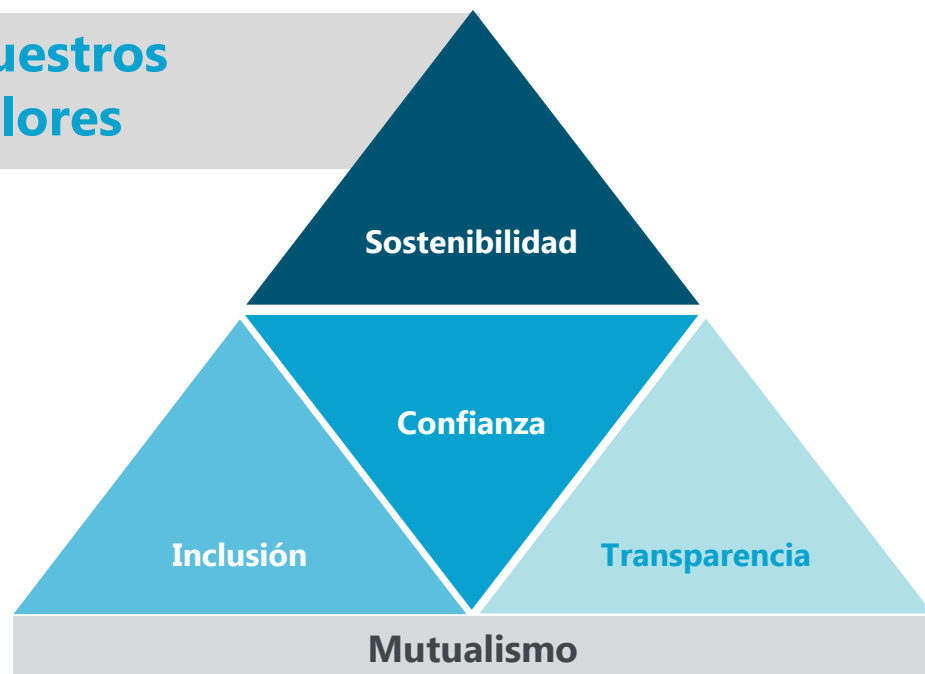 uestros
lores
Sostenibilidad
Confianza
Inclusión
Transparencia
Mutualismo